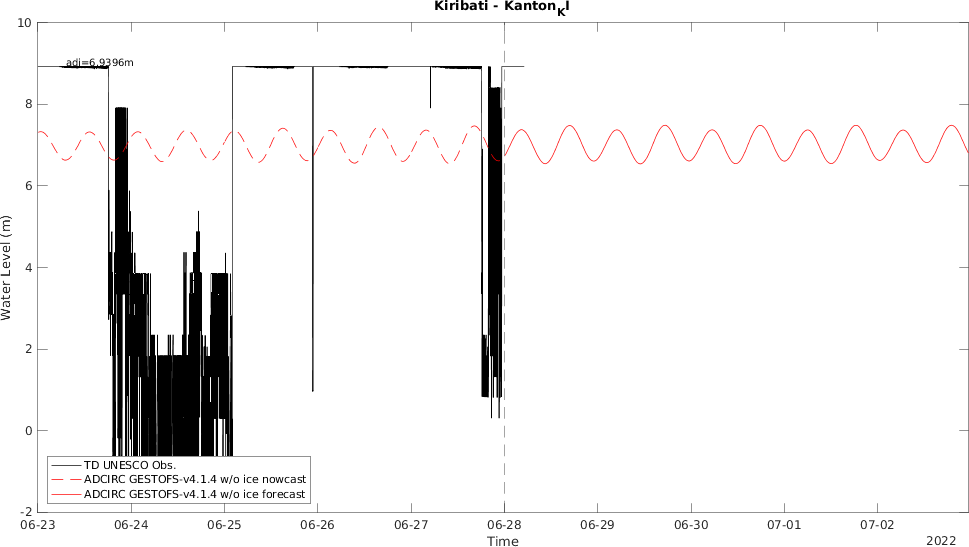 Kiribati - KantonKI
10
8
6
4
2
0
-2
Water Level (m)
adj=6.9396m
TD UNESCO Obs.
ADCIRC GESTOFS-v4.1.4 w/o ice nowcast
ADCIRC GESTOFS-v4.1.4 w/o ice forecast
06-23 06-24 06-25 06-26 06-27 06-28 06-29 06-30 07-01 07-02
Time
2022